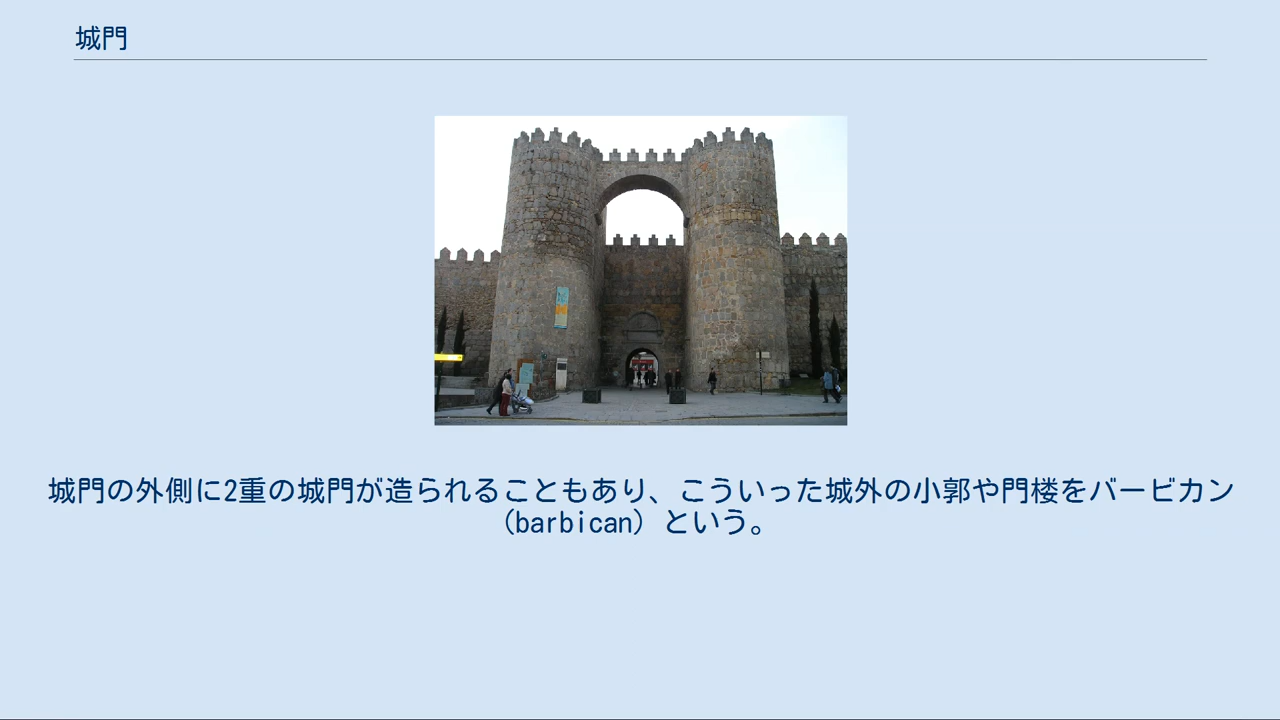 城門
城門の外側に2重の城門が造られることもあり、こういった城外の小郭や門楼をバービカン
(barbican) という。